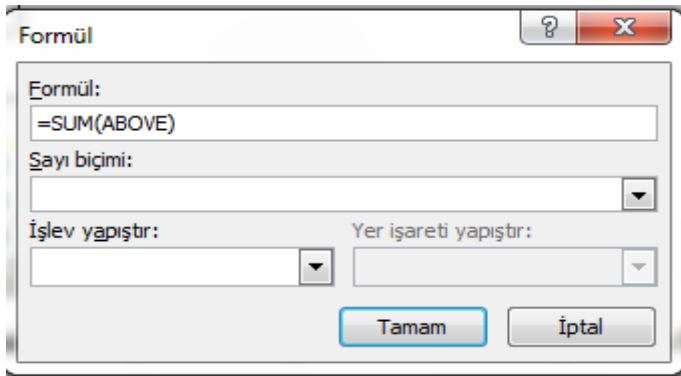 Formül
Formül:
=SUM(ABOVE)
Sayı biçimi:
İşlev yapıştır: Yer işareti yapıştır:
Tamam İptal